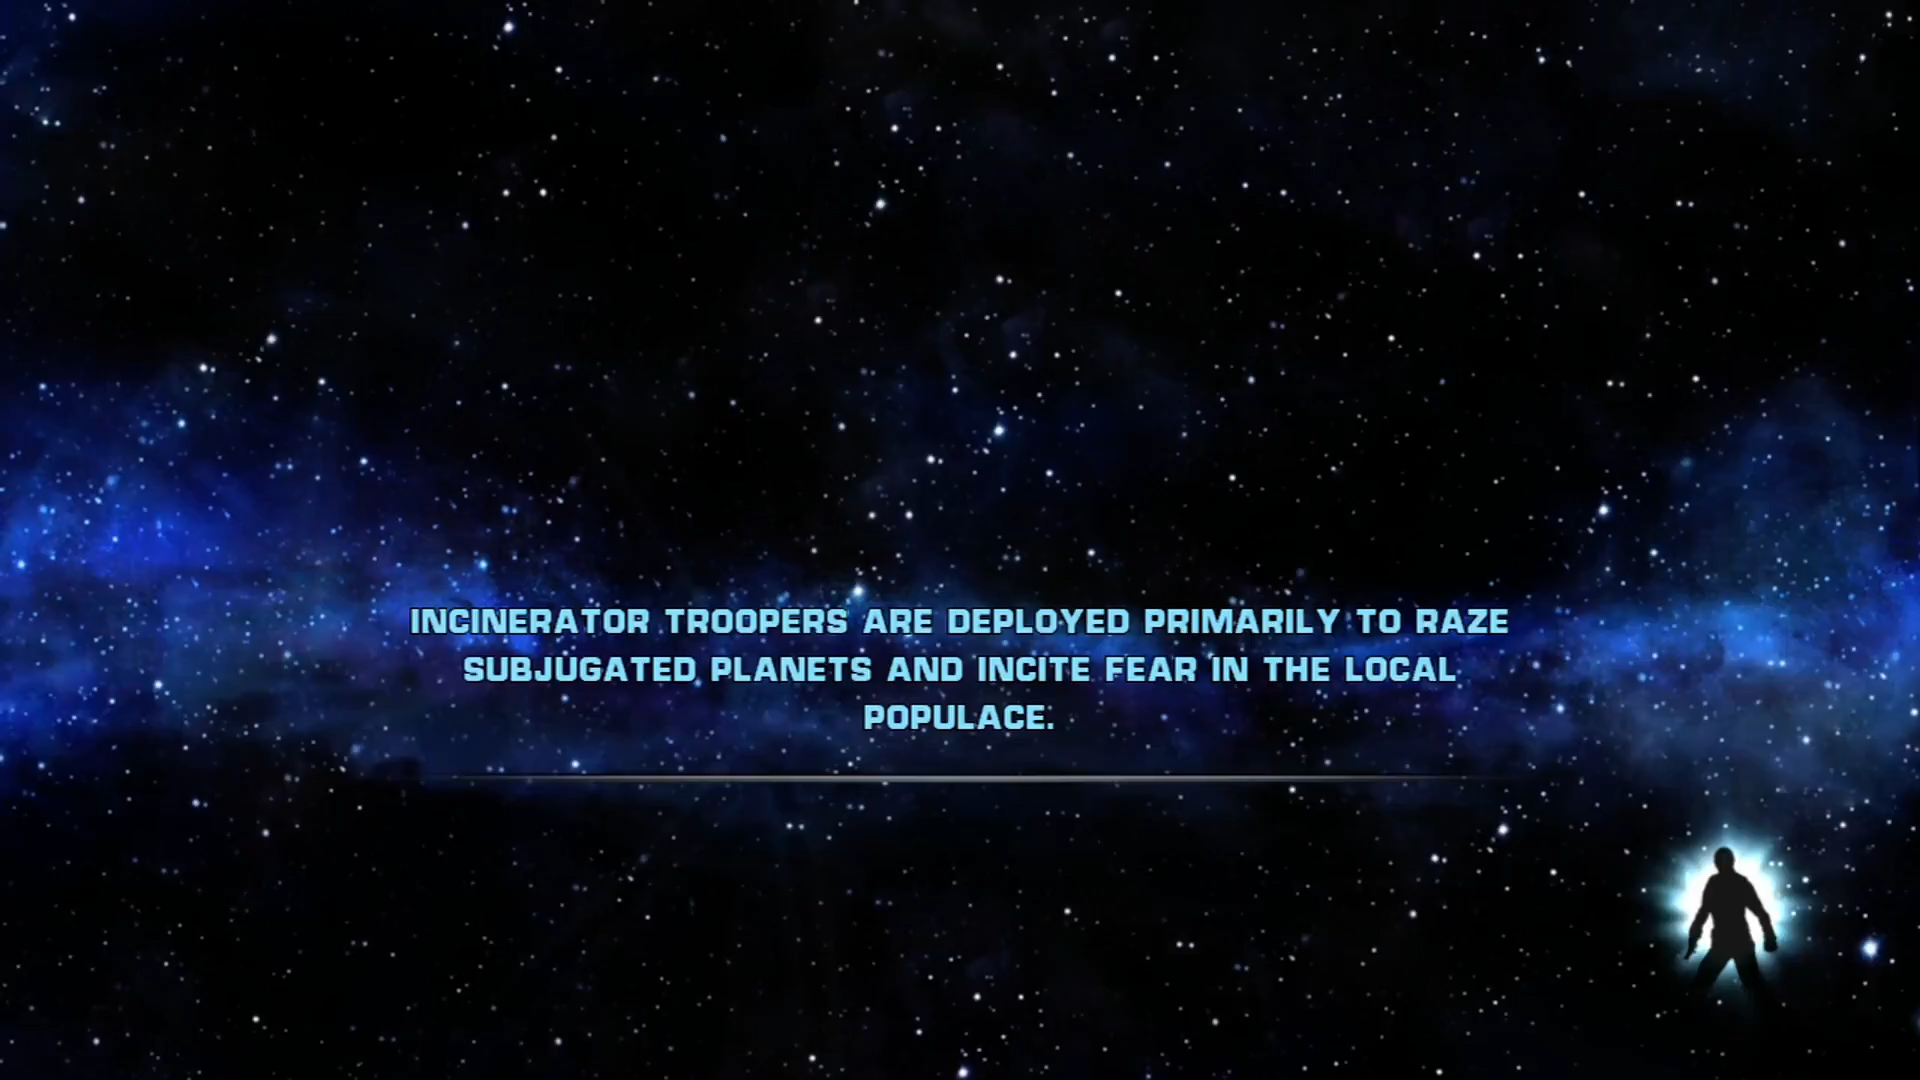 INCINERATOR TROOPERS ARE DEPLOYED PRIMARILY TO RAZE
SUBJUGATED PLANETS AND INCITE FEAR IN THE LOCAL
POPULACE.